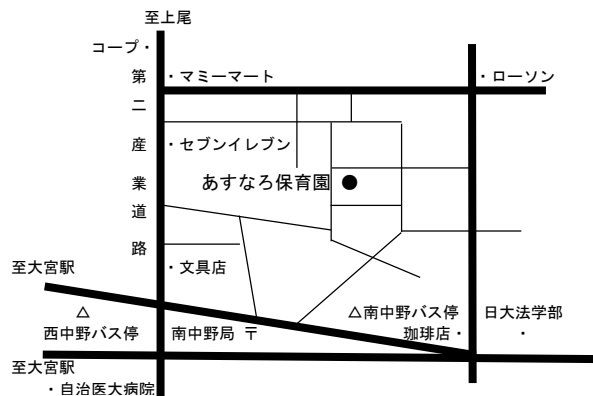 至上尾
コープ・
第二産業道路
・マミーマート
・ローソン
・セブンイレブン
あすなろ保育園
・文具店
至大宮駅
△
西中野バス停
南中野局 〒
△南中野バス停
珈琲店・
日大法学部
・
至大宮駅
・自治医大病院